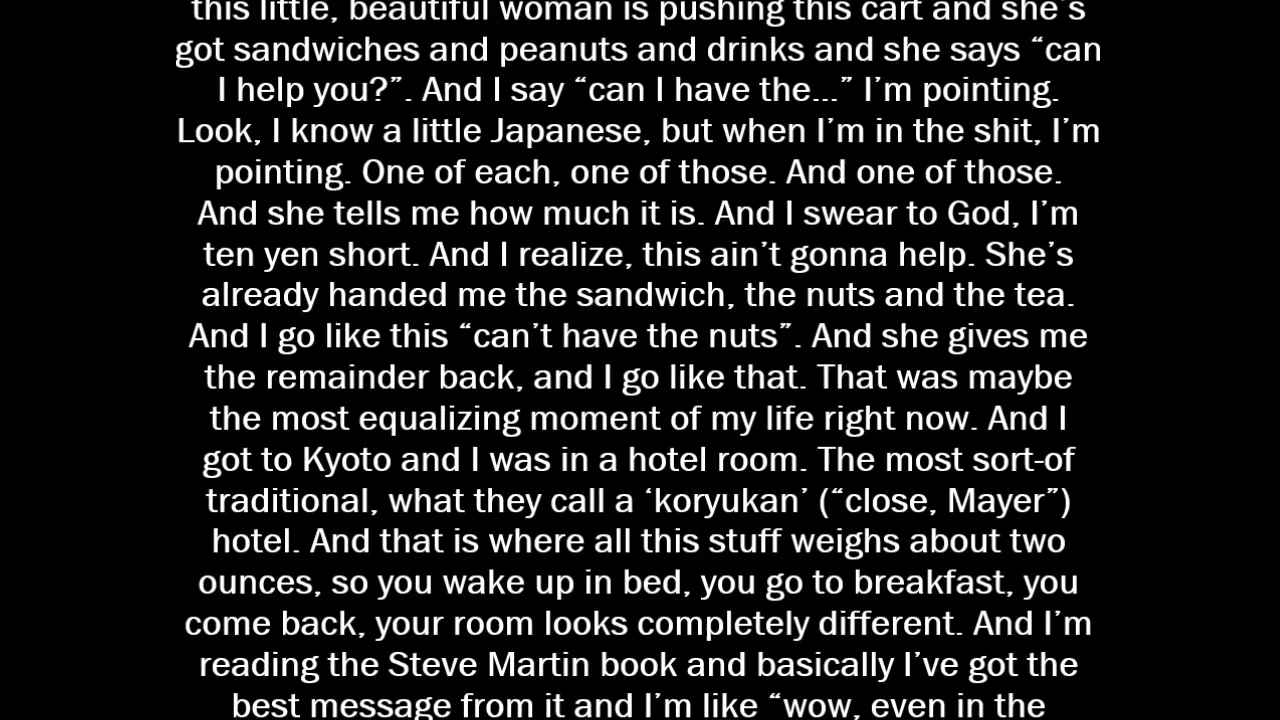 this little, beautiful woman is pushing this cart and she’s
got sandwiches and peanuts and drinks and she says “can
I help you?”. And I say “can I have the...” I’m pointing.
Look, I know a little Japanese, but when I’m in the shit, I’m
pointing. One of each, one of those. And one of those.
And she tells me how much it is. And I swear to God, I’m
ten yen short. And I realize, this ain’t gonna help. She’s
already handed me the sandwich, the nuts and the tea.
And I go like this “can’t have the nuts”. And she gives me
the remainder back, and I go like that. That was maybe
the most equalizing moment of my life right now. And I
got to Kyoto and I was in a hotel room. The most sort-of
traditional, what they call a ‘koryukan’ (“close, Mayer”)
hotel. And that is where all this stuff weighs about two
ounces, so you wake up in bed, you go to breakfast, you
come back, your room looks completely different. And I’m
reading the Steve Martin book and basically I’ve got the
best message from it and I’m like “wow, even in the